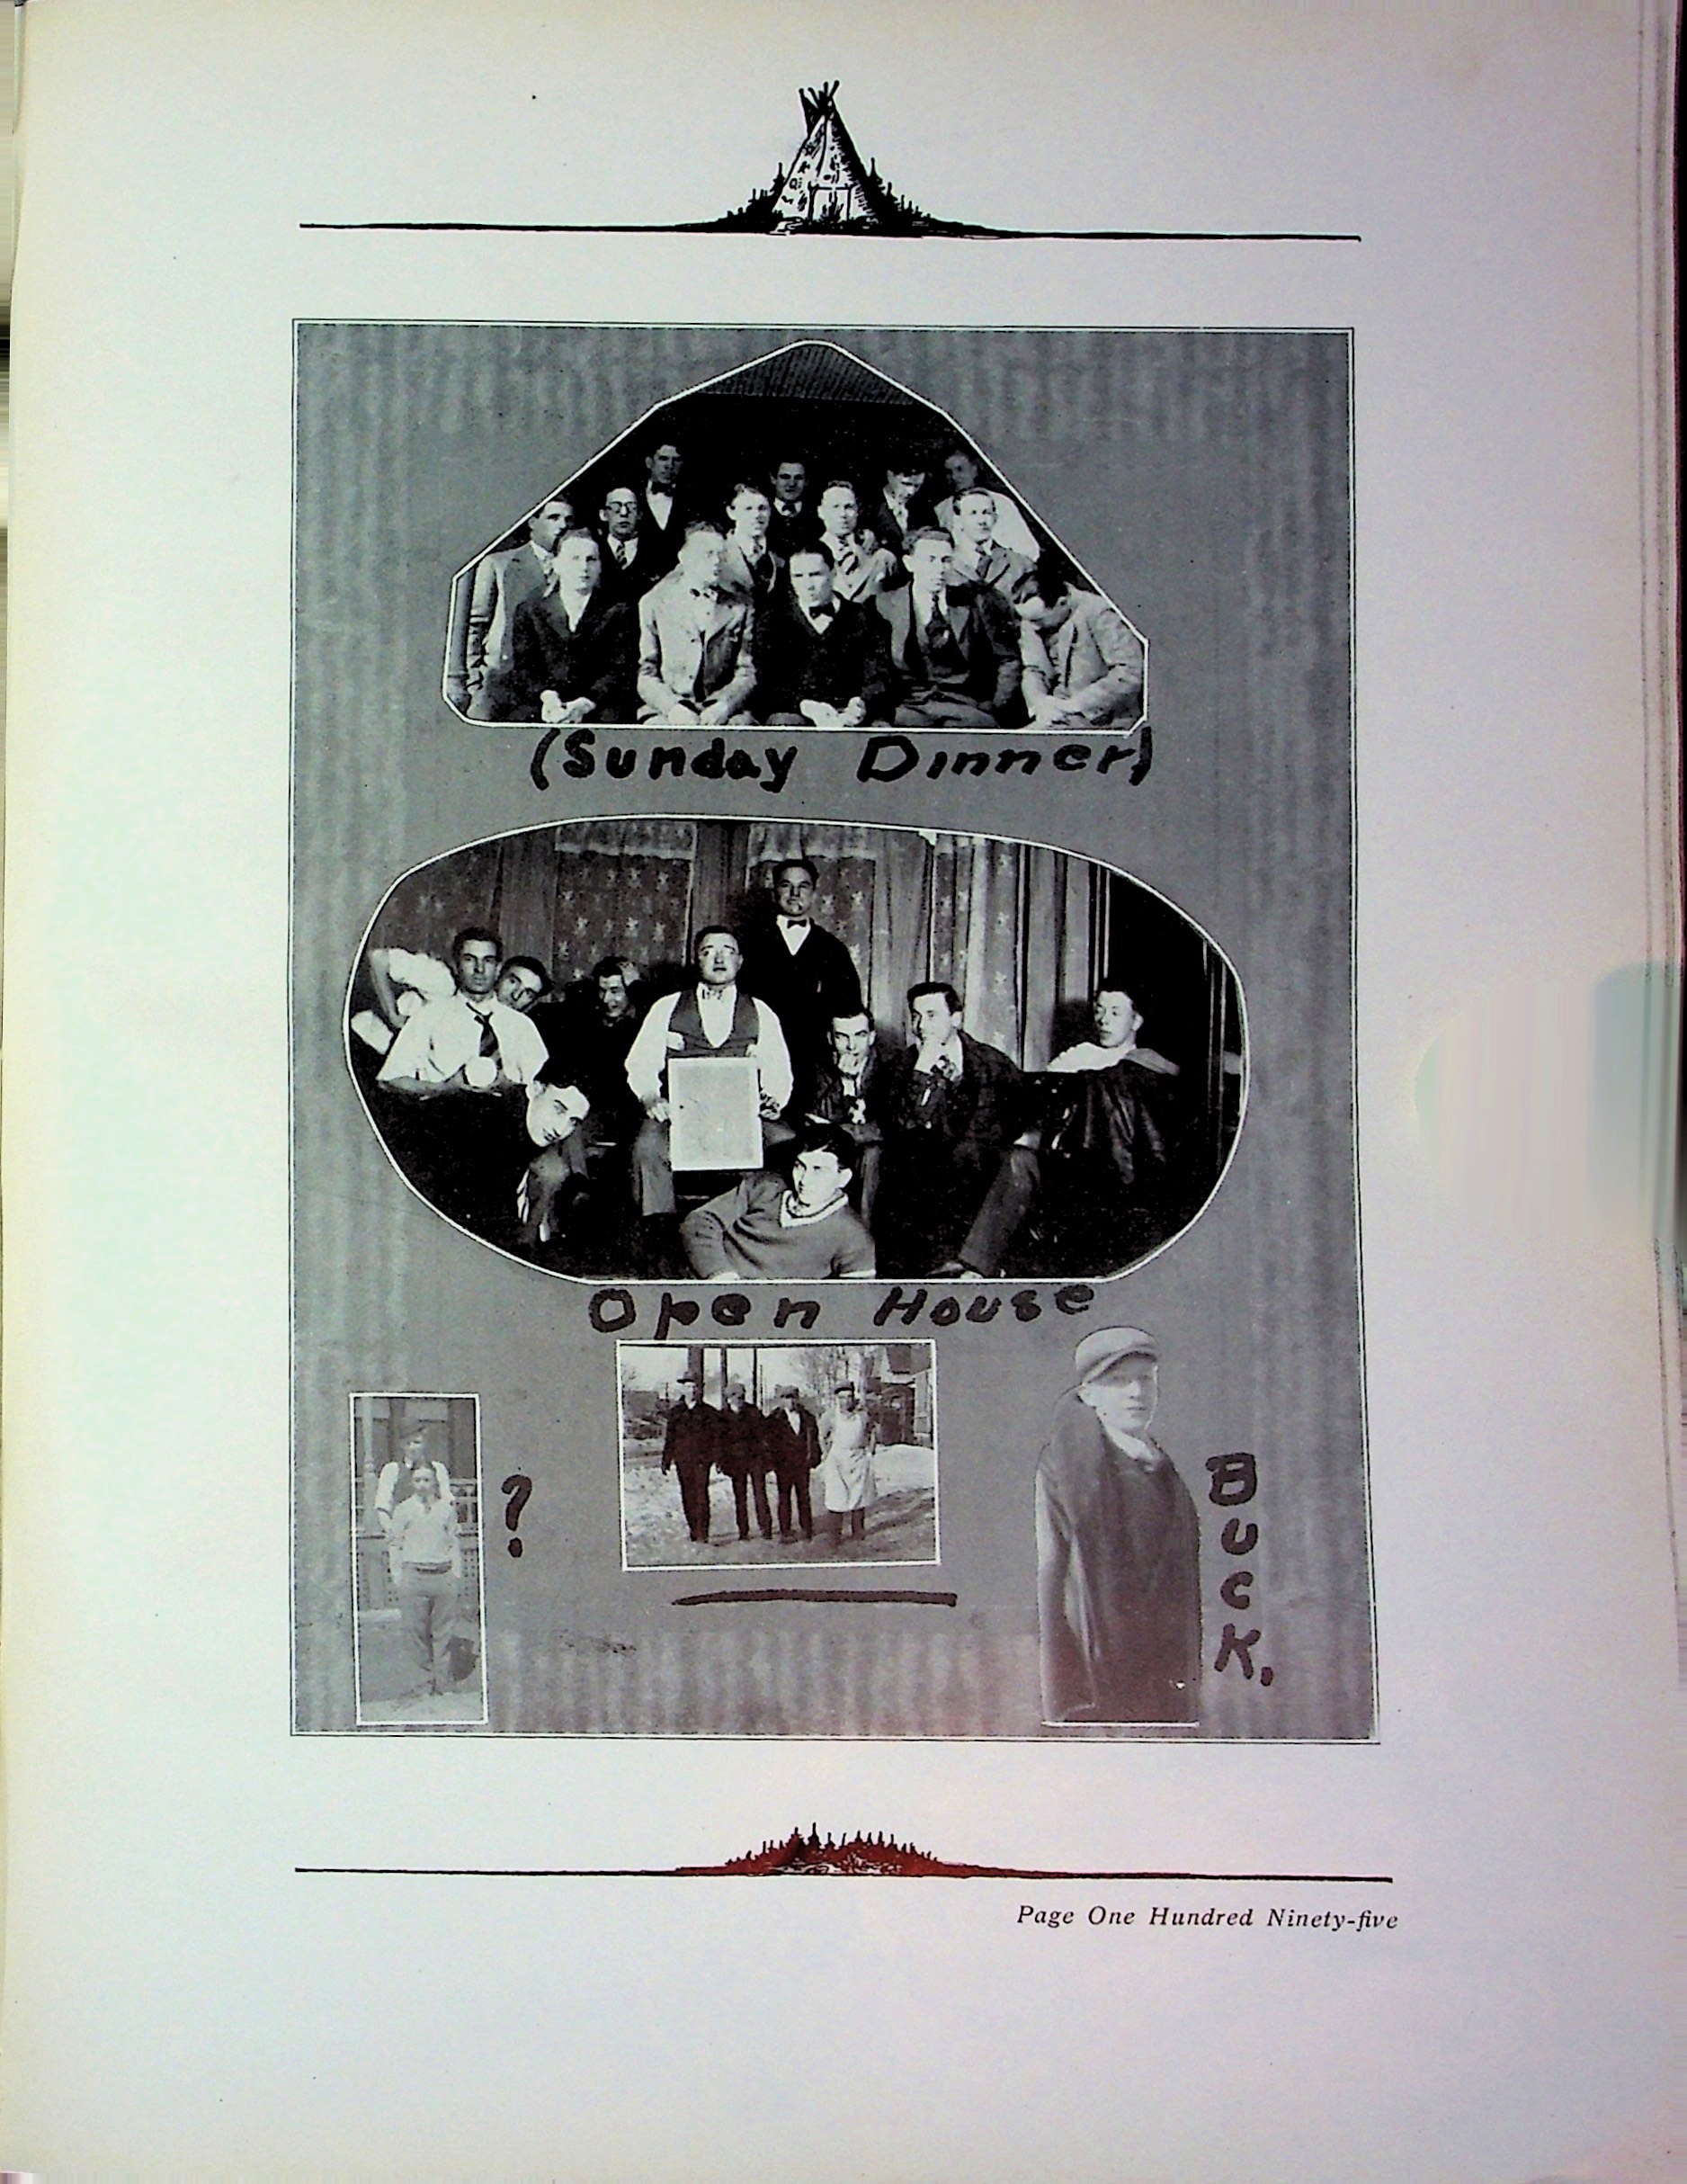 (Sunday Dinner)
Open House
?
BUCK.
Page One Hundred Ninety-five